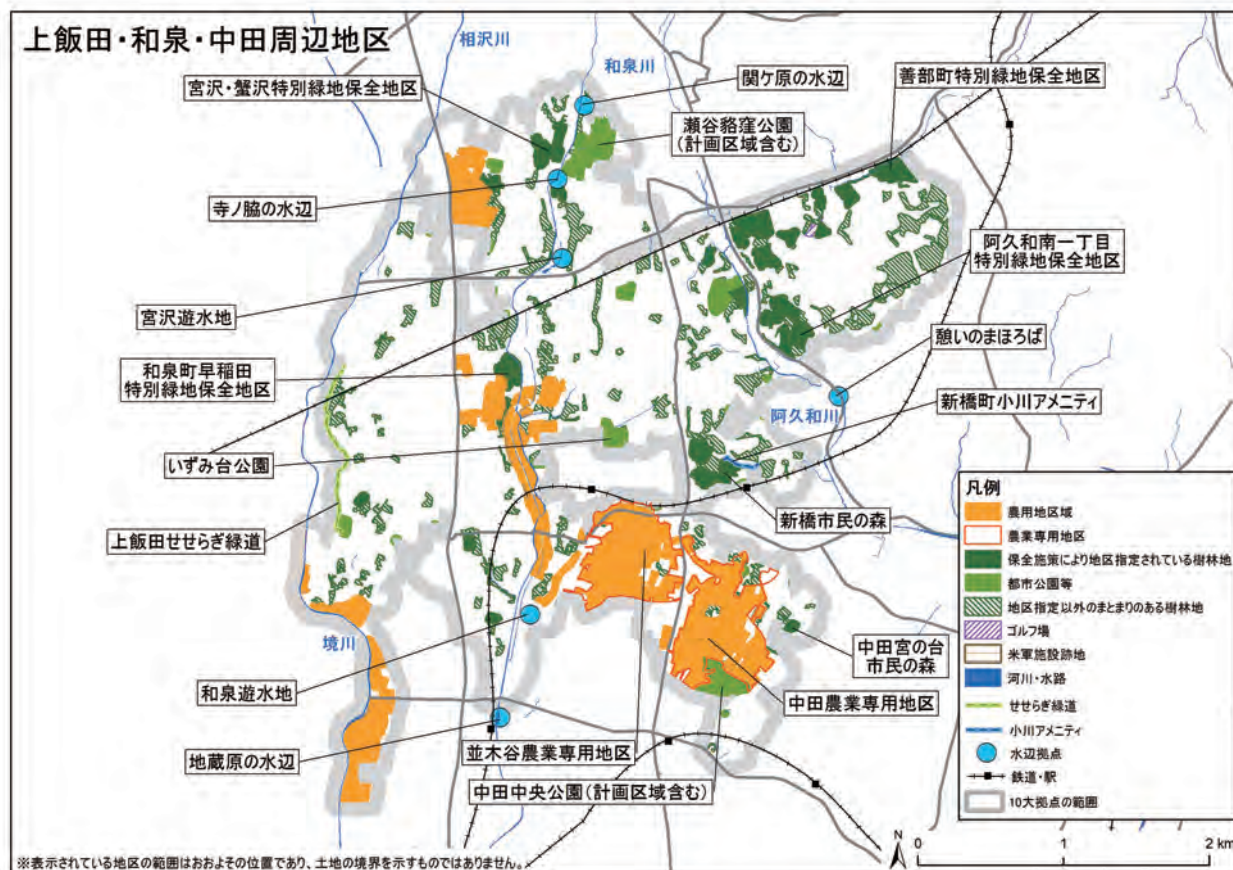 上飯田・和泉・中田周辺地区
相沢川
和泉川
宮沢・蟹沢特別緑地保全地区
関ケ原の水辺
善部町特別緑地保全地区
瀬谷貉窪公園
(計画区域含む)
寺ノ脇の水辺
阿久和南一丁目
特別緑地保全地区
宮沢遊水地
憩いのまほろば
和泉町早稲田
特別緑地保全地区
阿久和川
新橋町小川アメニティ
いずみ台公園
新橋市民の森
上飯田せせらぎ緑道
境川
中田宮の台
市民の森
和泉遊水地
中田農業専用地区
地蔵原の水辺
並木谷農業専用地区
中田中央公園(計画区域含む)
凡例
農用地区域
農業専用地区
保全施策により地区指定されている樹林地
都市公園等
地区指定以外のまとまりのある樹林地
ゴルフ場
米軍施設跡地
河川・水路
せせらぎ緑道
小川アメニティ
水辺拠点
鉄道・駅
10大拠点の範囲
N
0 1 2 km
※表示されている地区の範囲はおおよその位置であり、土地の境界を示すものではありません。